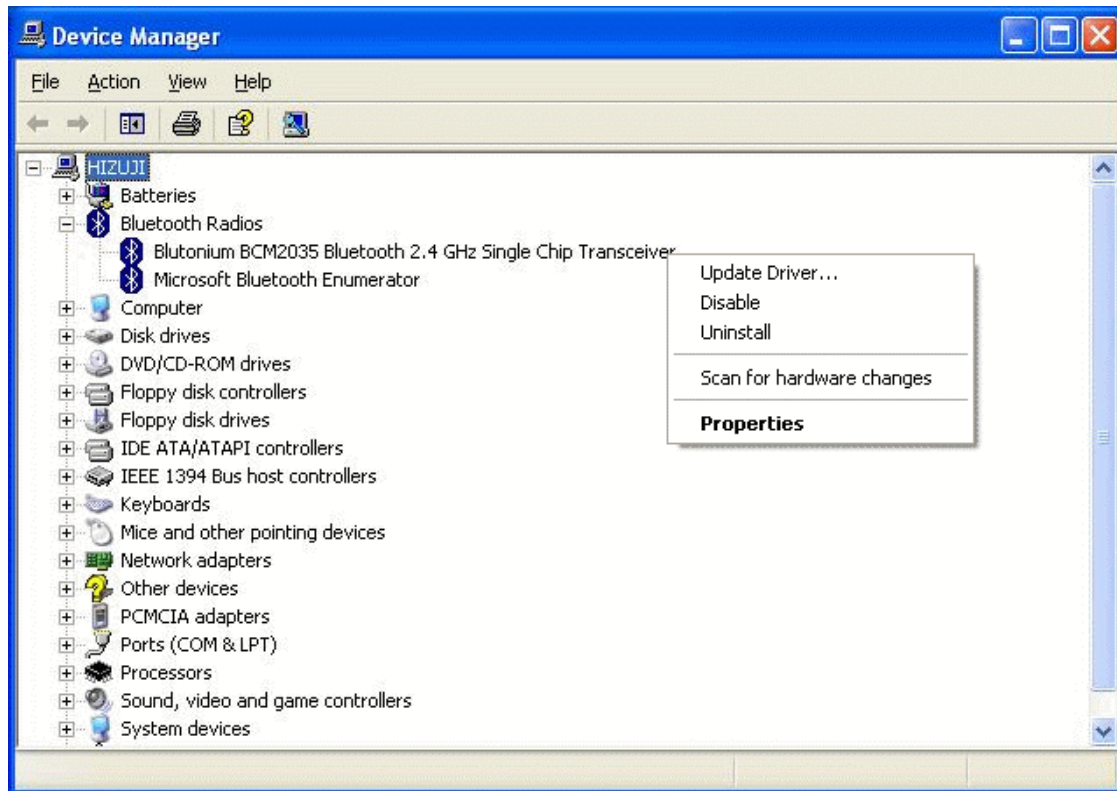 Device Manager
File Action View Help
HIZUJI
Batteries
Bluetooth Radios
Blutonium BCM2035 Bluetooth 2.4 GHz Single Chip Transceiver
Microsoft Bluetooth Enumerator
Computer
Disk drives
DVD/CD-ROM drives
Floppy disk controllers
Floppy disk drives
IDE ATA/ATAPI controllers
IEEE 1394 Bus host controllers
Keyboards
Mice and other pointing devices
Network adapters
Other devices
PCMCIA adapters
Ports (COM & LPT)
Processors
Sound, video and game controllers
System devices
Update Driver...
Disable
Uninstall
Scan for hardware changes
Properties